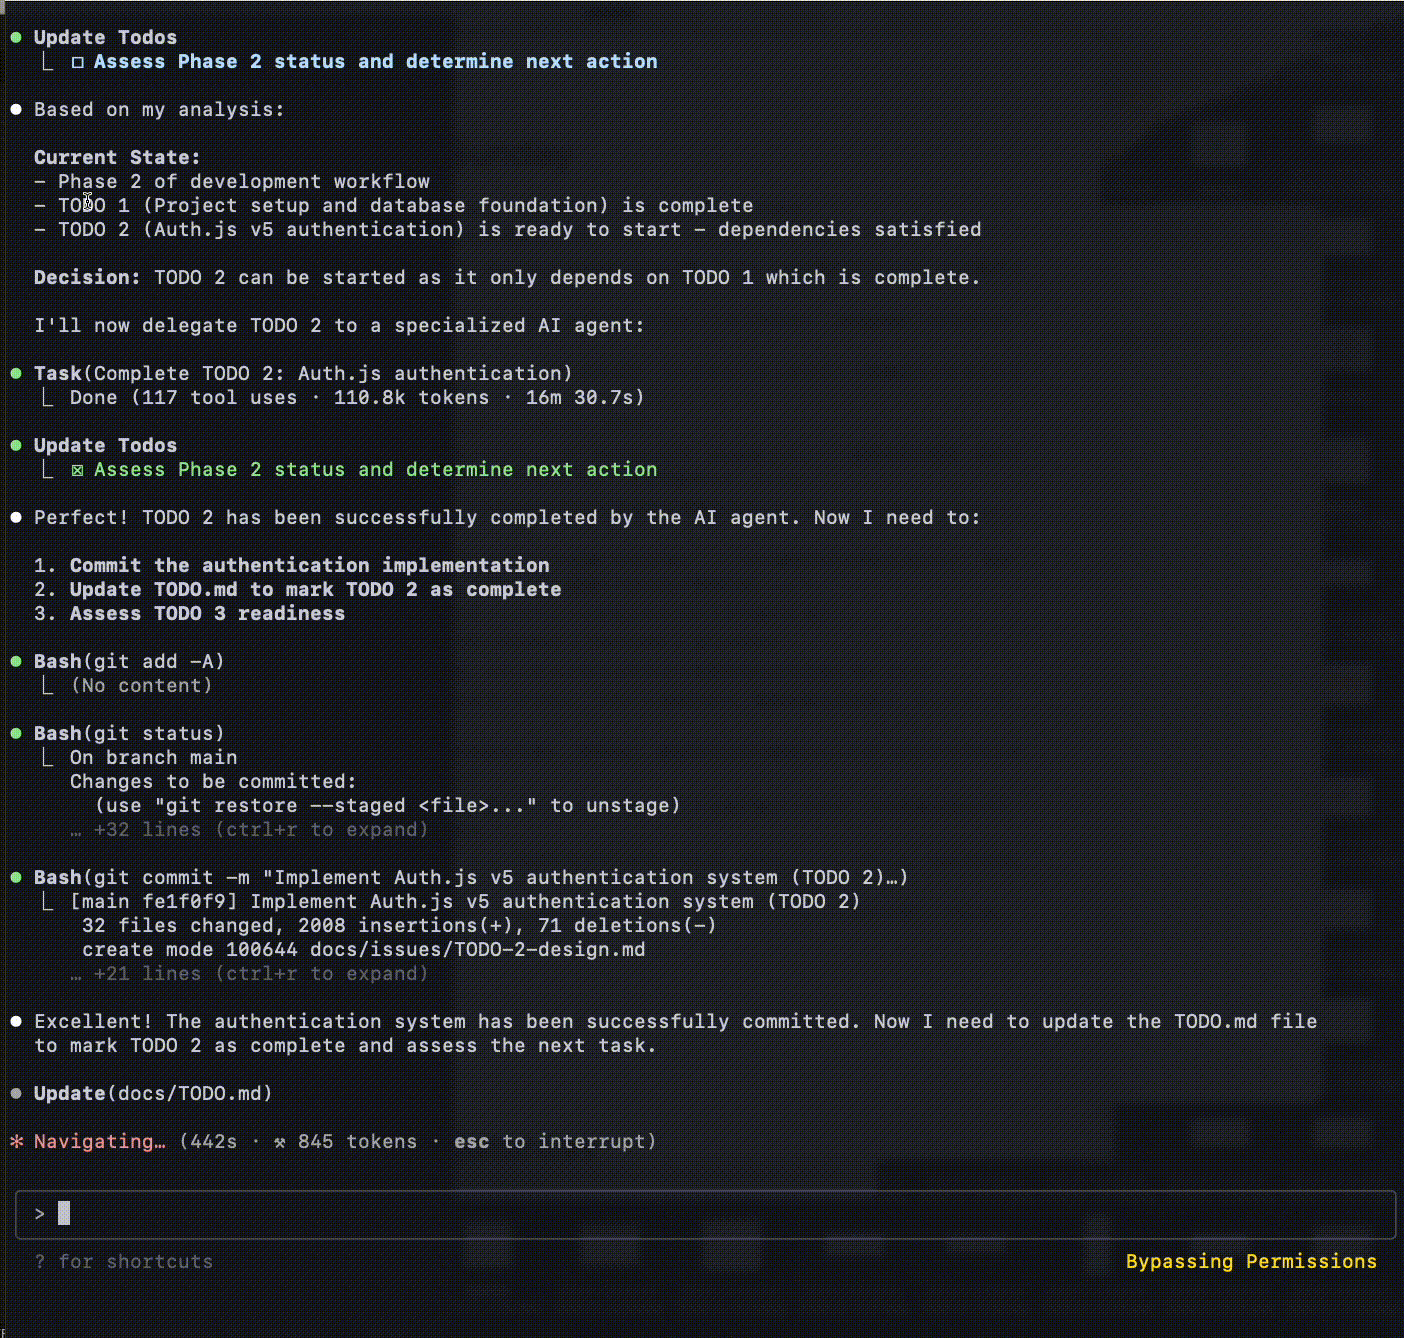 ● Update Todos
⎿ ☐ Assess Phase 2 status and determine next action
● Based on my analysis:
Current State:
- Phase 2 of development workflow
- TODO 1 (Project setup and database foundation) is complete
- TODO 2 (Auth.js v5 authentication) is ready to start - dependencies satisfied
Decision: TODO 2 can be started as it only depends on TODO 1 which is complete.
I'll now delegate TODO 2 to a specialized AI agent:
● Task(Complete TODO 2: Auth.js authentication)
⎿ Done (117 tool uses · 110.8k tokens · 16m 30.7s)
● Update Todos
⎿ ☒ Assess Phase 2 status and determine next action
● Perfect! TODO 2 has been successfully completed by the AI agent. Now I need to:
1. Commit the authentication implementation
2. Update TODO.md to mark TODO 2 as complete
3. Assess TODO 3 readiness
● Bash(git add -A)
⎿ (No content)
● Bash(git status)
⎿ On branch main
Changes to be committed:
(use "git restore --staged <file>..." to unstage)
… +32 lines (ctrl+r to expand)
● Bash(git commit -m "Implement Auth.js v5 authentication system (TODO 2)…)
⎿ [main fe1f0f9] Implement Auth.js v5 authentication system (TODO 2)
32 files changed, 2008 insertions(+), 71 deletions(-)
create mode 100644 docs/issues/TODO-2-design.md
… +21 lines (ctrl+r to expand)
● Excellent! The authentication system has been successfully committed. Now I need to update the TODO.md file
to mark TODO 2 as complete and assess the next task.
● Update(docs/TODO.md)
✻ Navigating… (442s · ⚒ 845 tokens · esc to interrupt)
>
? for shortcuts
Bypassing Permissions